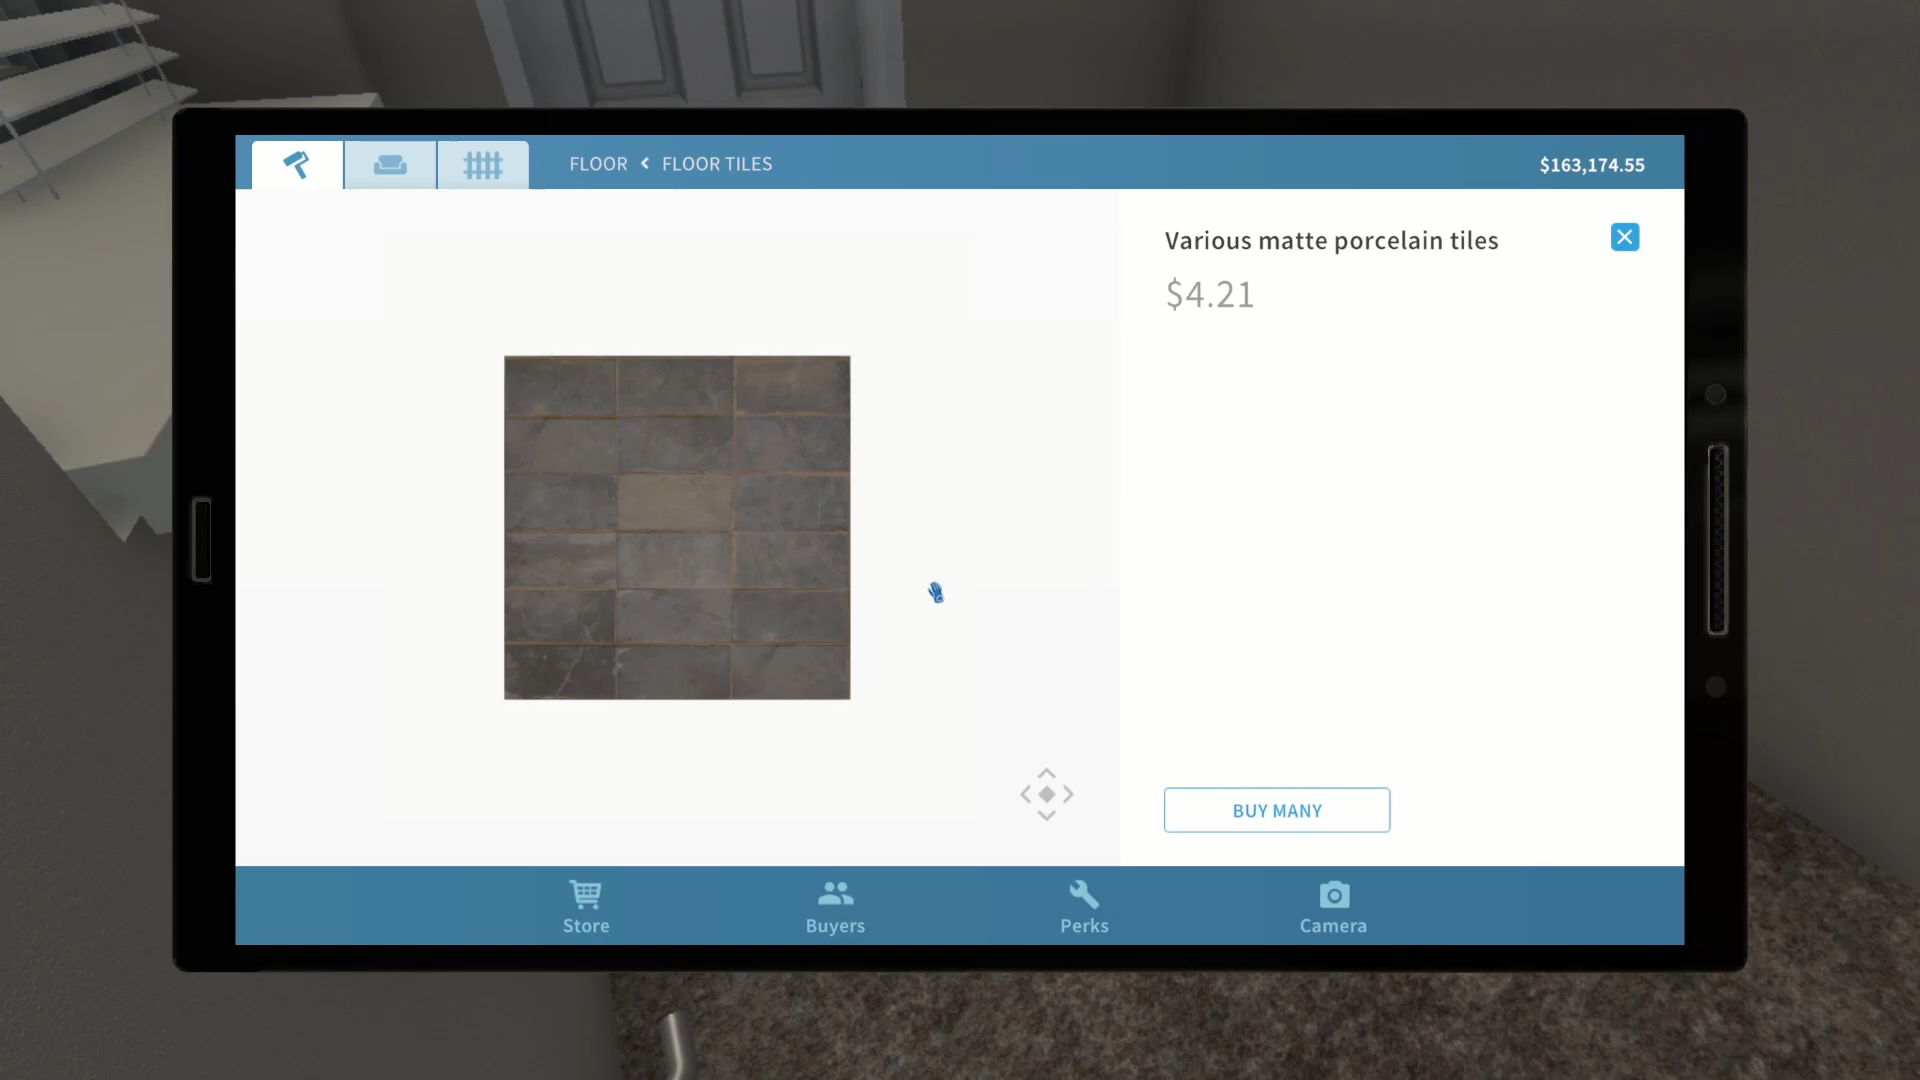 FLOOR < FLOOR TILES
$163,174.55
Various matte porcelain tiles
$4.21
BUY MANY
Store
Buyers
Perks
Camera